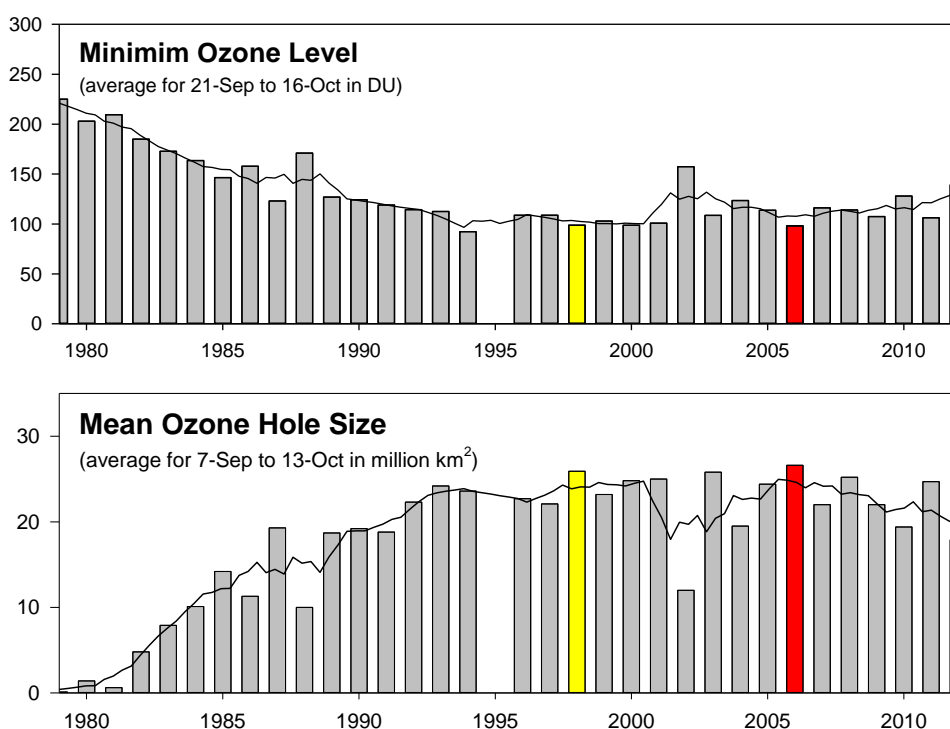 300
Minimim Ozone Level
(average for 21-Sep to 16-Oct in DU)
250
200
150
100
50
0
1980 1985 1990 1995 2000 2005 2010
Mean Ozone Hole Size
(average for 7-Sep to 13-Oct in million km²)
30
20
10
0
1980 1985 1990 1995 2000 2005 2010